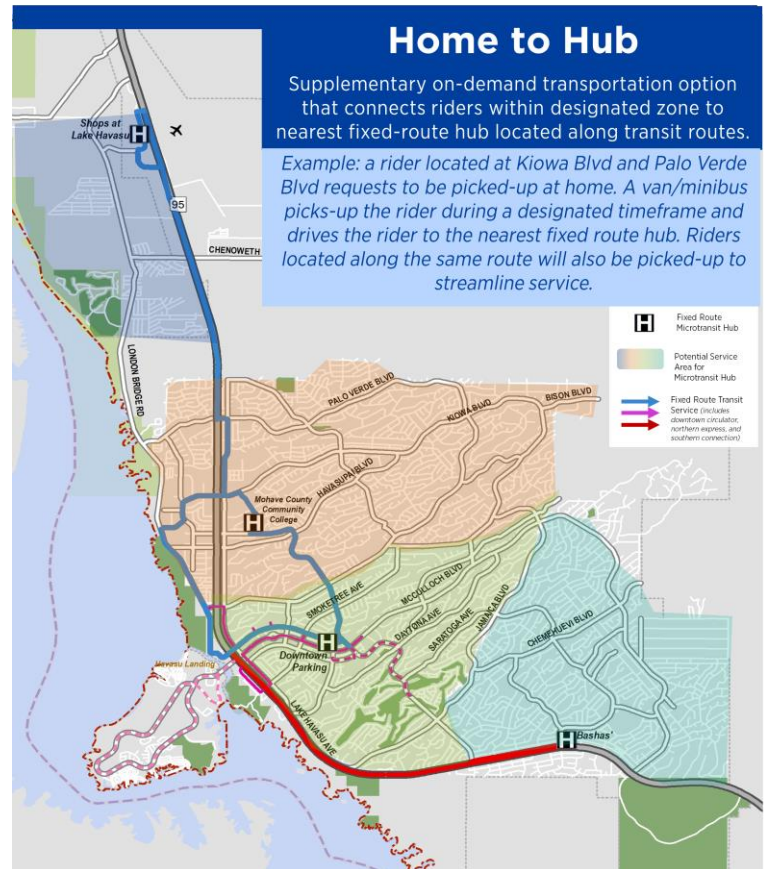 Home to Hub
Supplementary on-demand transportation option
that connects riders within designated zone to
nearest fixed-route hub located along transit routes.
Example: a rider located at Kiowa Blvd and Palo Verde
Blvd requests to be picked-up at home. A van/minibus
picks-up the rider during a designated timeframe and
drives the rider to the nearest fixed route hub. Riders
located along the same route will also be picked-up to
streamline service.
H
Fixed Route
Microtransit Hub
Potential Service
Area for
Microtransit Hub
Fixed Route Transit
Service (includes
downtown circulator,
northern express, and
southern connection)
Shops at
Lake Havasu
H
95
CHENOWETH
LONDON BRIDGE RD
PALO VERDE BLVD
KIOWA BLVD
BISON BLVD
HAVASUPAI BLVD
Mohave County
Community
College
H
SMOKETREE AVE
MCCULLOCH BLVD
DAYTONA AVE
SARATOGA AVE
JAMAICA BLVD
CHEMEHUEVI BLVD
H
Downtown
Parking
Havasu Landing
LAKE HAVASU AVE
H
Bashas'